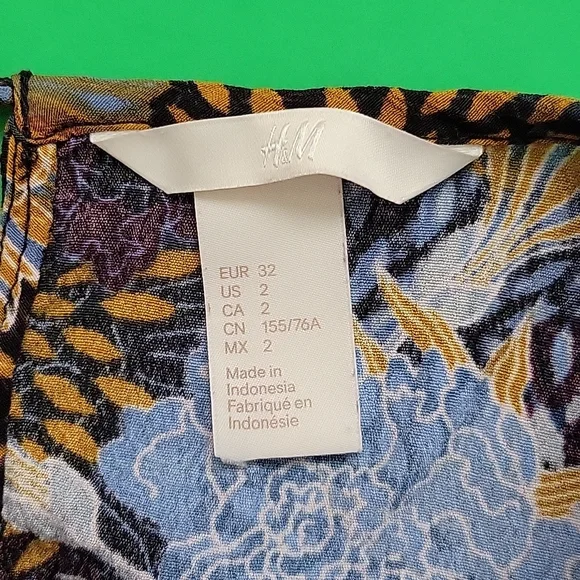 H&M
EUR 32
US 2
CA 2
CN 155/76A
MX 2
Made in
Indonesia
Fabriqué en
Indonésie